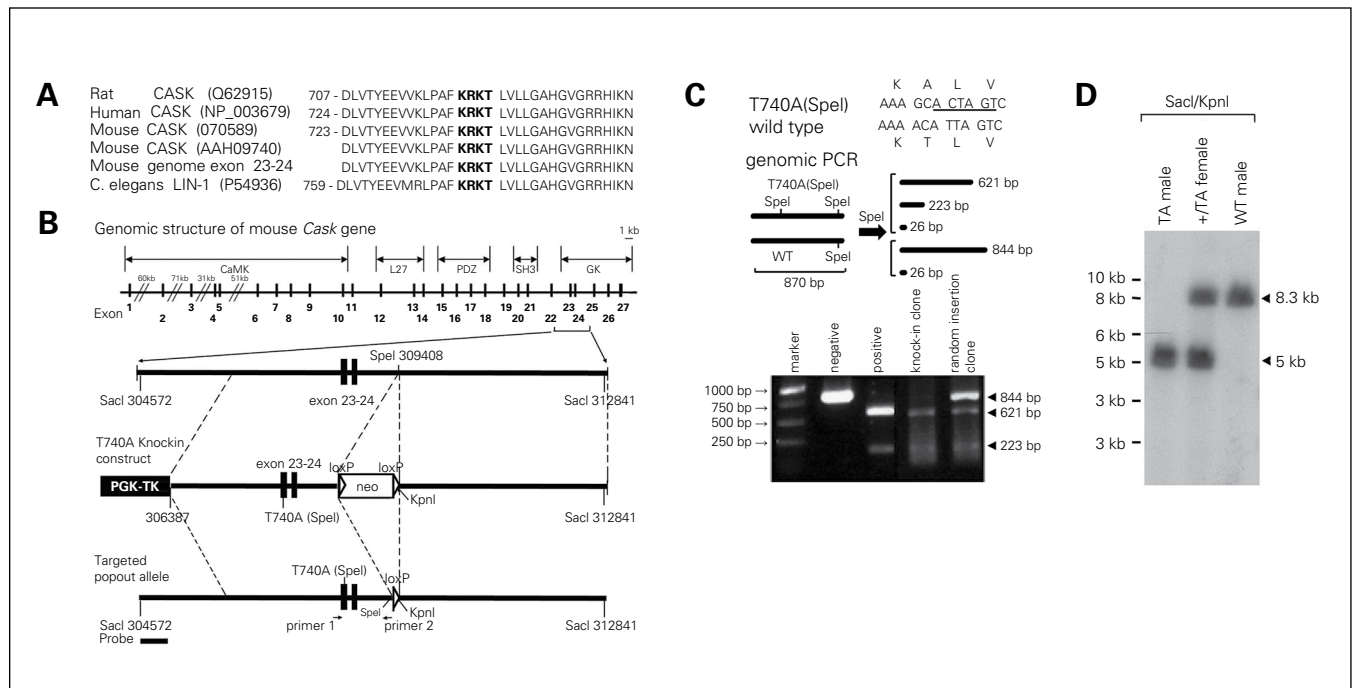 A
Rat CASK (Q62915) 707 - DLVTYEEVVKLPAF KRKT LVLLGAHGVGRRHIKN
Human CASK (NP_003679) 724 - DLVTYEEVVKLPAF KRKT LVLLGAHGVGRRHIKN
Mouse CASK (070589) 723 - DLVTYEEVVKLPAF KRKT LVLLGAHGVGRRHIKN
Mouse CASK (AAH09740) DLVTYEEVVKLPAF KRKT LVLLGAHGVGRRHIKN
Mouse genome exon 23-24 DLVTYEEVVKLPAF KRKT LVLLGAHGVGRRHIKN
C. elegans LIN-1 (P54936) 759 - DLVTYEEVMRLPAF KRKT LVLLGAHGVGRRHIKN
B
Genomic structure of mouse Cask gene
1 kb
CaMK L27 PDZ SH3 GK
60kb 71kb 31kb 51kb
Exon 1 2 3 4 5 6 7 8 9 10 11 12 13 14 15 16 17 18 19 20 21 22 23 24 25 26 27
SpeI 309408
SacI 304572 exon 23-24 SacI 312841
T740A Knockin
construct
exon 23-24
loxP loxP
PGK-TK neo
KpnI
306387 T740A (SpeI) SacI 312841
Targeted
popout allele
T740A (SpeI)
loxP
SpeI KpnI
SacI 304572 primer 1 primer 2 SacI 312841
Probe
C
K A L V
T740A(SpeI) AAA GCA CTA GTC
wild type AAA ACA TTA GTC
K T L V
genomic PCR
T740A(SpeI)
SpeI SpeI
WT SpeI
870 bp
SpeI
621 bp
223 bp
26 bp
844 bp
26 bp
marker
negative
positive
knock-in clone
random insertion
clone
1000 bp
750 bp
500 bp
250 bp
844 bp
621 bp
223 bp
D
SacI/KpnI
TA male
+/TA female
WT male
10 kb
8 kb
6 kb
5 kb
3 kb
3 kb
8.3 kb
5 kb